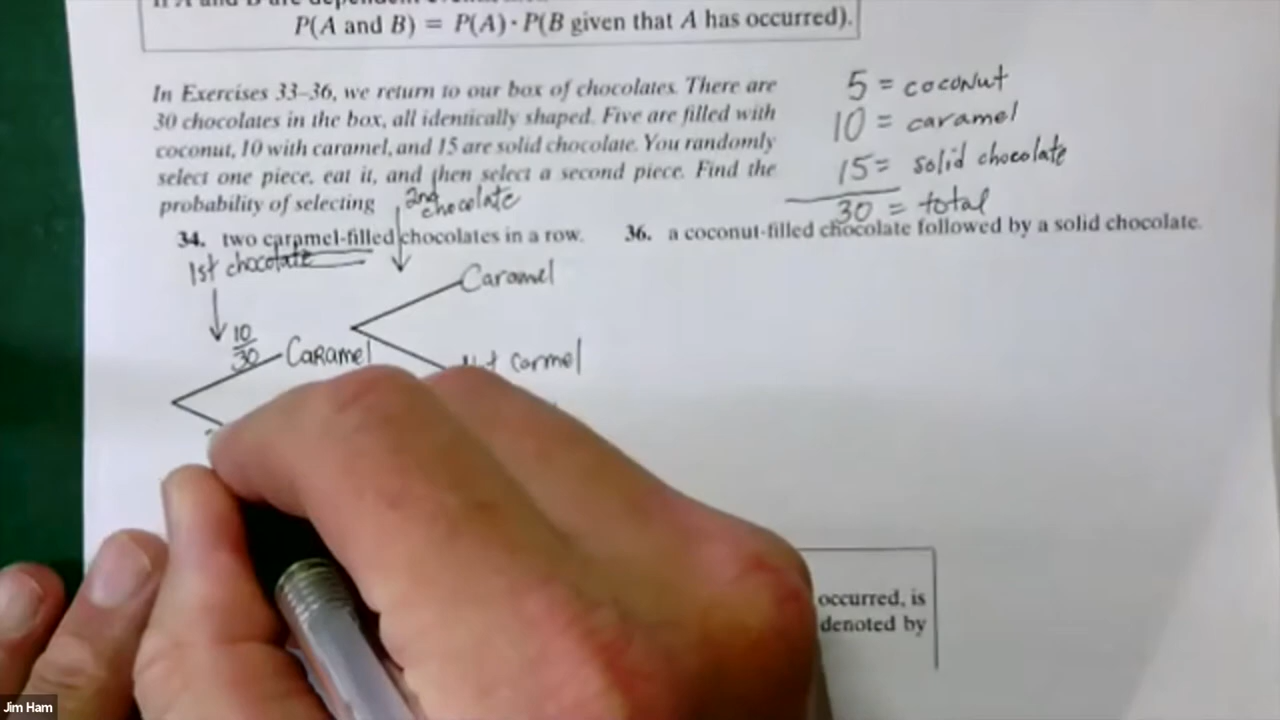 P(A and B) = P(A) · P(B given that A has occurred).
In Exercises 33–36, we return to our box of chocolates. There are
30 chocolates in the box, all identically shaped. Five are filled with
coconut, 10 with caramel, and 15 are solid chocolate. You randomly
select one piece, eat it, and then select a second piece. Find the
probability of selecting
5 = coconut
10 = caramel
15 = solid chocolate
30 = total
2nd
chocolate
34. two caramel-filled chocolates in a row.
36. a coconut-filled chocolate followed by a solid chocolate.
1st chocolate
Caramel
10
30
Caramel
Carmel
occurred, is
denoted by
Jim Ham